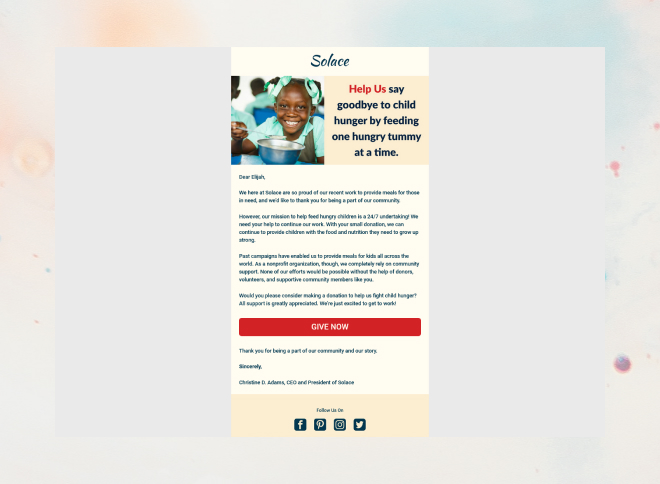 Solace
Help Us say
goodbye to child
hunger by feeding
one hungry tummy
at a time.
Dear Elijah,
We here at Solace are so proud of our recent work to provide meals for those
in need, and we'd like to thank you for being a part of our community.
However, our mission to help feed hungry children is a 24/7 undertaking! We
need your help to continue our work. With your small donation, we can
continue to provide children with the food and nutrition they need to grow up
strong.
Past campaigns have enabled us to provide meals for kids all across the
world. As a nonprofit organization, though, we completely rely on community
support. None of our efforts would be possible without the help of donors,
volunteers, and supportive community members like you.
Would you please consider making a donation to help us fight child hunger?
All support is greatly appreciated. We're just excited to get to work!
GIVE NOW
Thank you for being a part of our community and our story.
Sincerely,
Christine D. Adams, CEO and President of Solace
Follow Us On